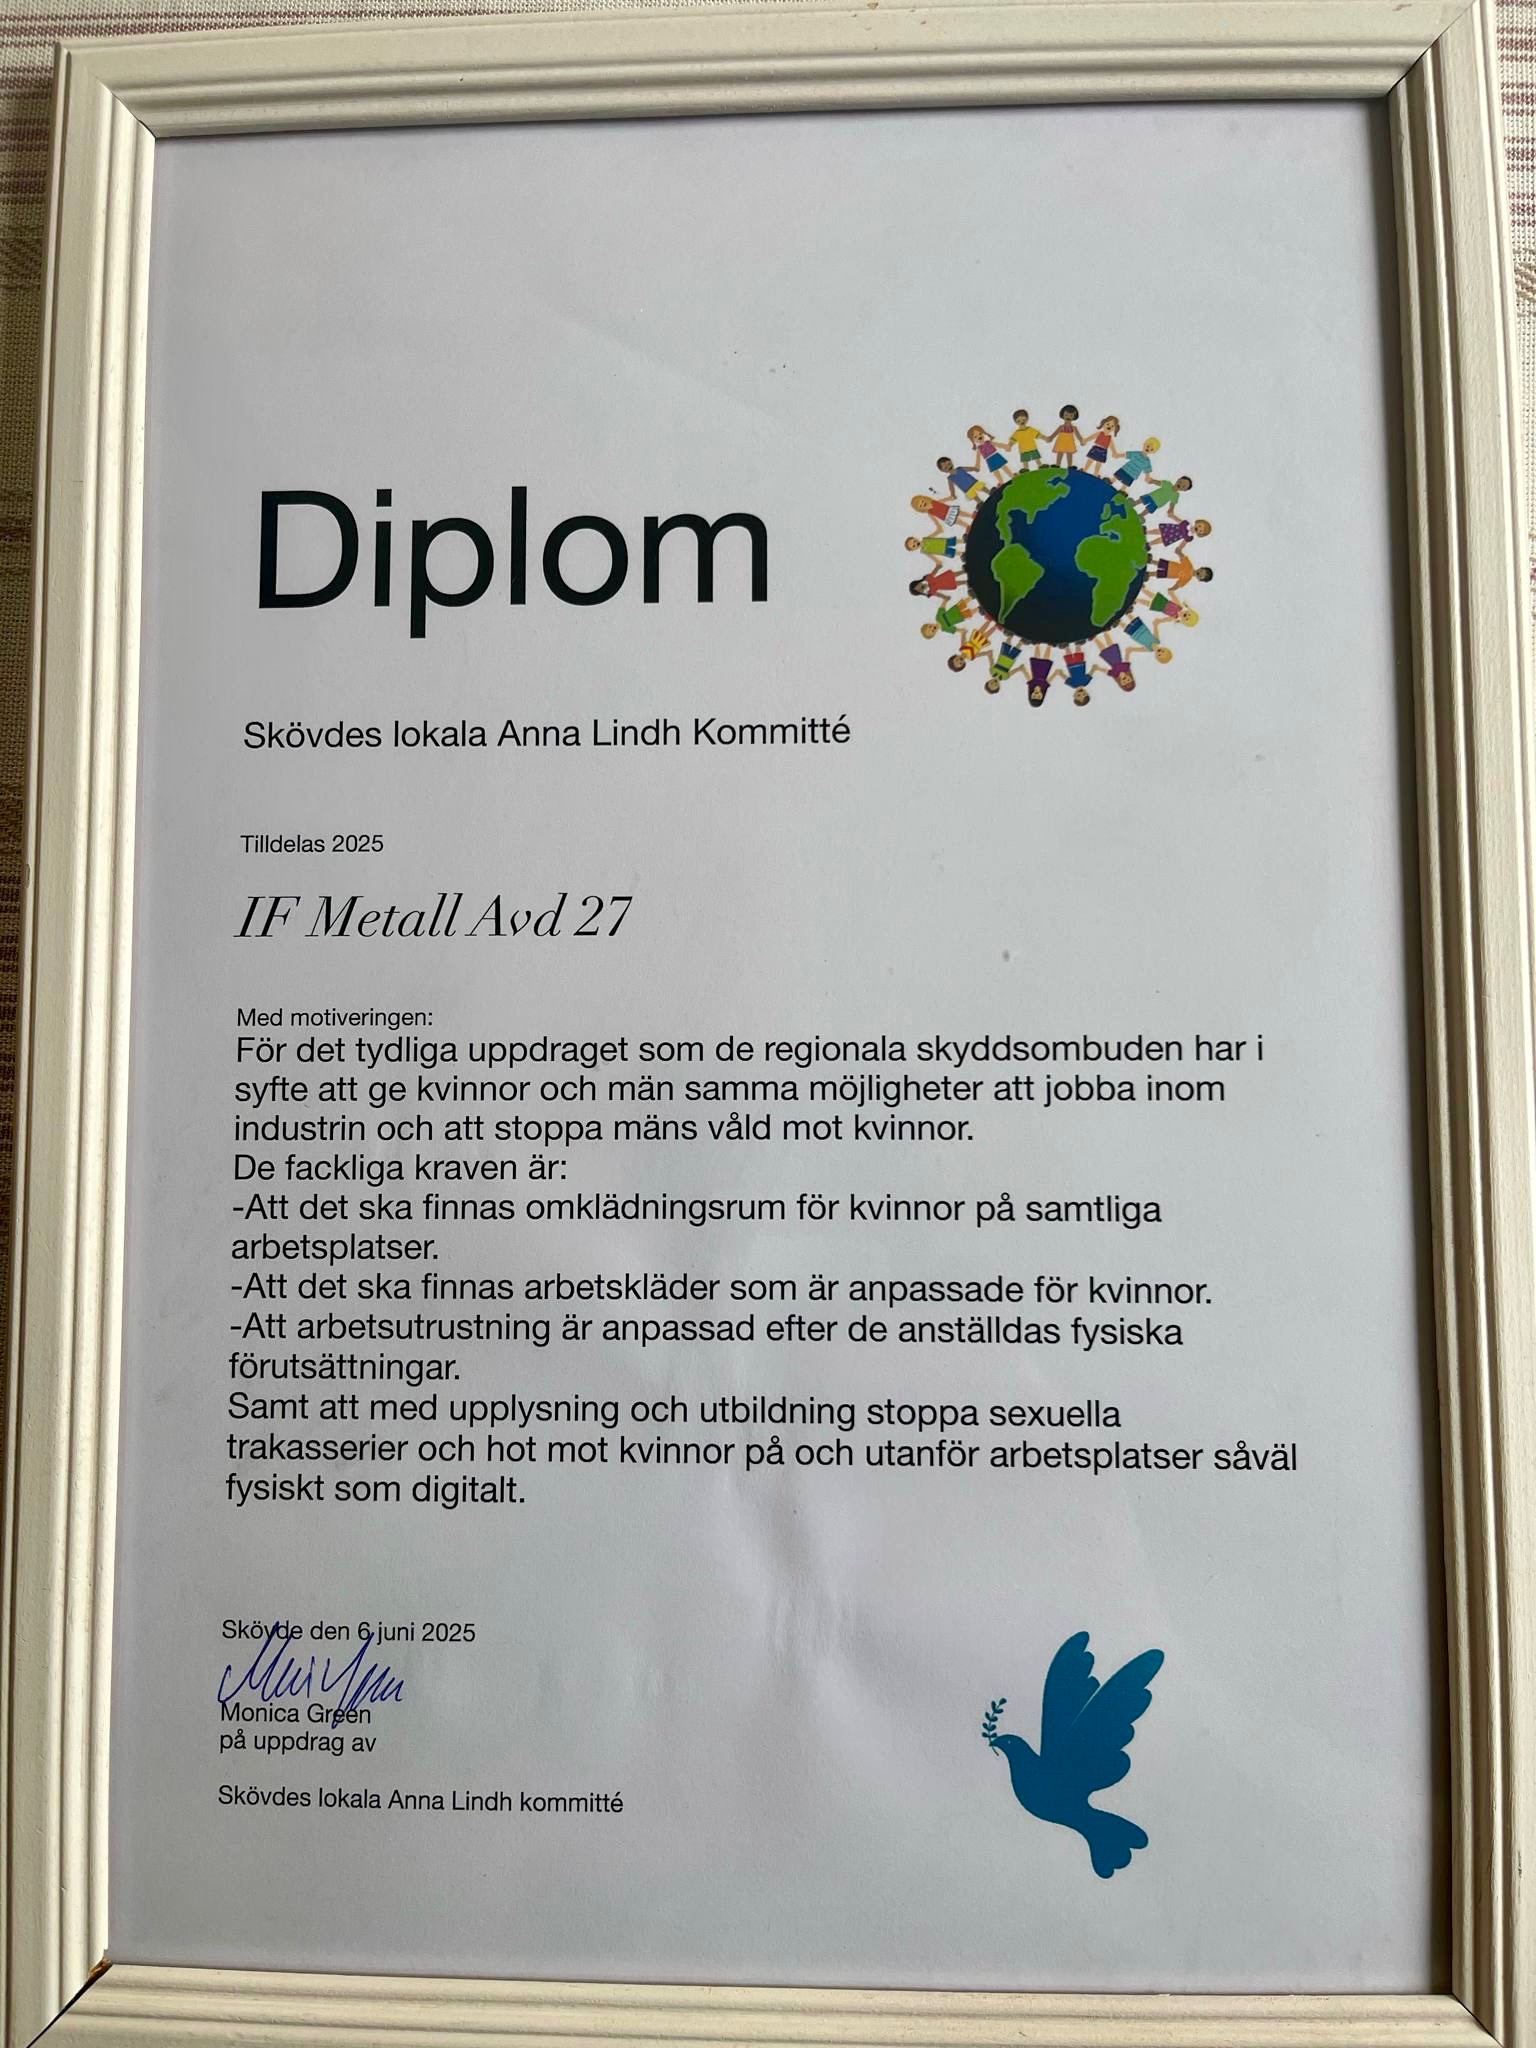 Diplom
Skövdes lokala Anna Lindh Kommitté
Tilldelas 2025
IF Metall Avd 27
Med motiveringen:
För det tydliga uppdraget som de regionala skyddsombuden har i
syfte att ge kvinnor och män samma möjligheter att jobba inom
industrin och att stoppa mäns våld mot kvinnor.
De fackliga kraven är:
-Att det ska finnas omklädningsrum för kvinnor på samtliga
arbetsplatser.
-Att det ska finnas arbetskläder som är anpassade för kvinnor.
-Att arbetsutrustning är anpassad efter de anställdas fysiska
förutsättningar.
Samt att med upplysning och utbildning stoppa sexuella
trakasserier och hot mot kvinnor på och utanför arbetsplatser såväl
fysiskt som digitalt.
Skövde den 6 juni 2025
Monica Green
på uppdrag av
Skövdes lokala Anna Lindh kommitté